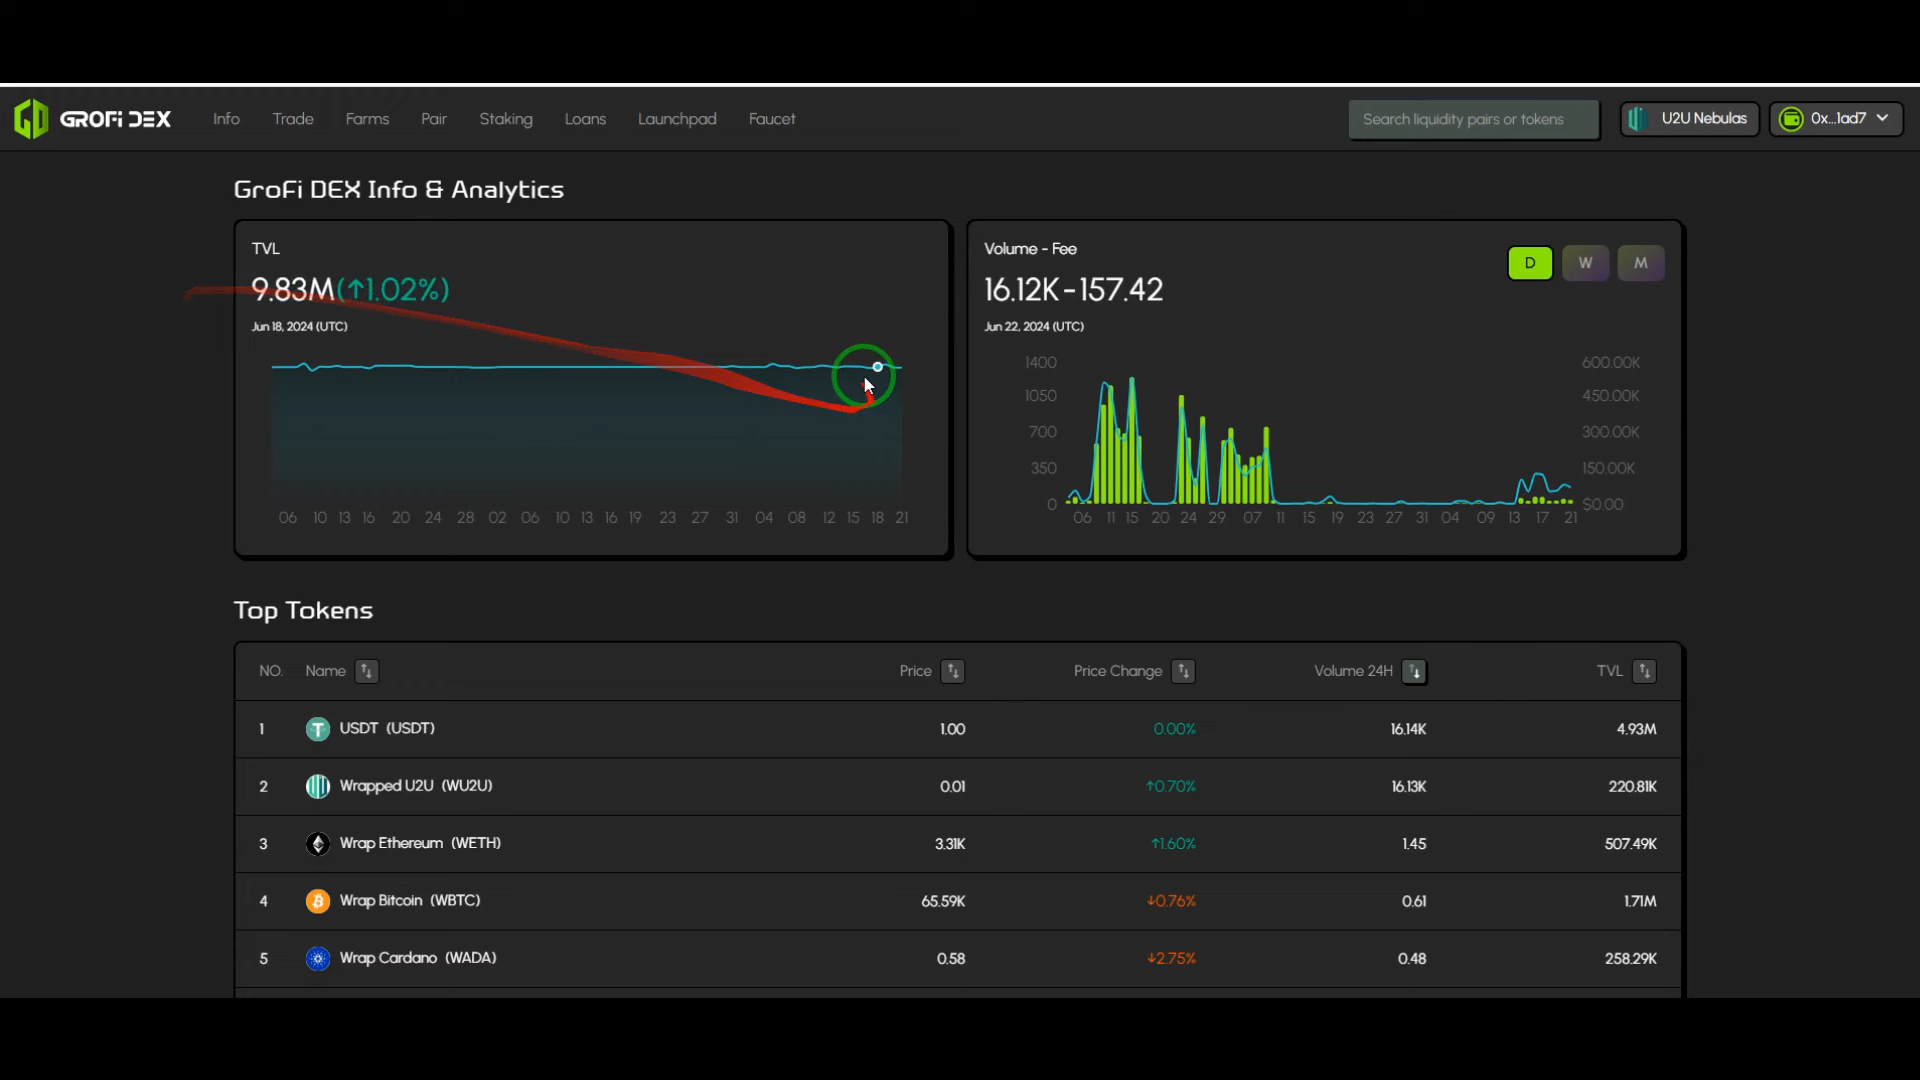 GROFi DEX Info Trade Farms Pair Staking Loans Launchpad Faucet Search liquidity pairs or tokens U2U Nebulas 0x...1ad7
GroFi DEX Info & Analytics
TVL
9.83M(↑1.02%)
Jun 18, 2024 (UTC)
06 10 13 16 20 24 28 02 06 10 13 16 19 23 27 31 04 08 12 15 18 21
Volume - Fee
D W M
16.12K-157.42
Jun 22, 2024 (UTC)
1400 600.00K
1050 450.00K
700 300.00K
350 150.00K
0 $0.00
06 11 15 20 24 29 07 11 15 19 23 27 31 04 09 13 17 21
Top Tokens
NO. Name Price Price Change Volume 24H TVL
1 USDT (USDT) 1.00 0.00% 16.14K 4.93M
2 Wrapped U2U (WU2U) 0.01 ↑0.70% 16.13K 220.81K
3 Wrap Ethereum (WETH) 3.31K ↑1.60% 1.45 507.49K
4 Wrap Bitcoin (WBTC) 65.59K ↓0.76% 0.61 1.71M
5 Wrap Cardano (WADA) 0.58 ↓2.75% 0.48 258.29K